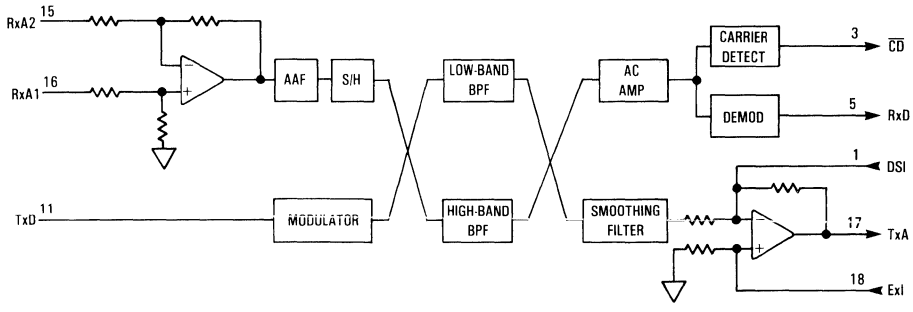 RxA2 15
RxA1 16
TxD 11
−
+
AAF
S/H
MODULATOR
LOW-BAND
BPF
HIGH-BAND
BPF
AC
AMP
SMOOTHING
FILTER
CARRIER
DETECT
DEMOD
3 C̅D̅
5 RxD
1 DSI
−
+
17 TxA
18 ExI